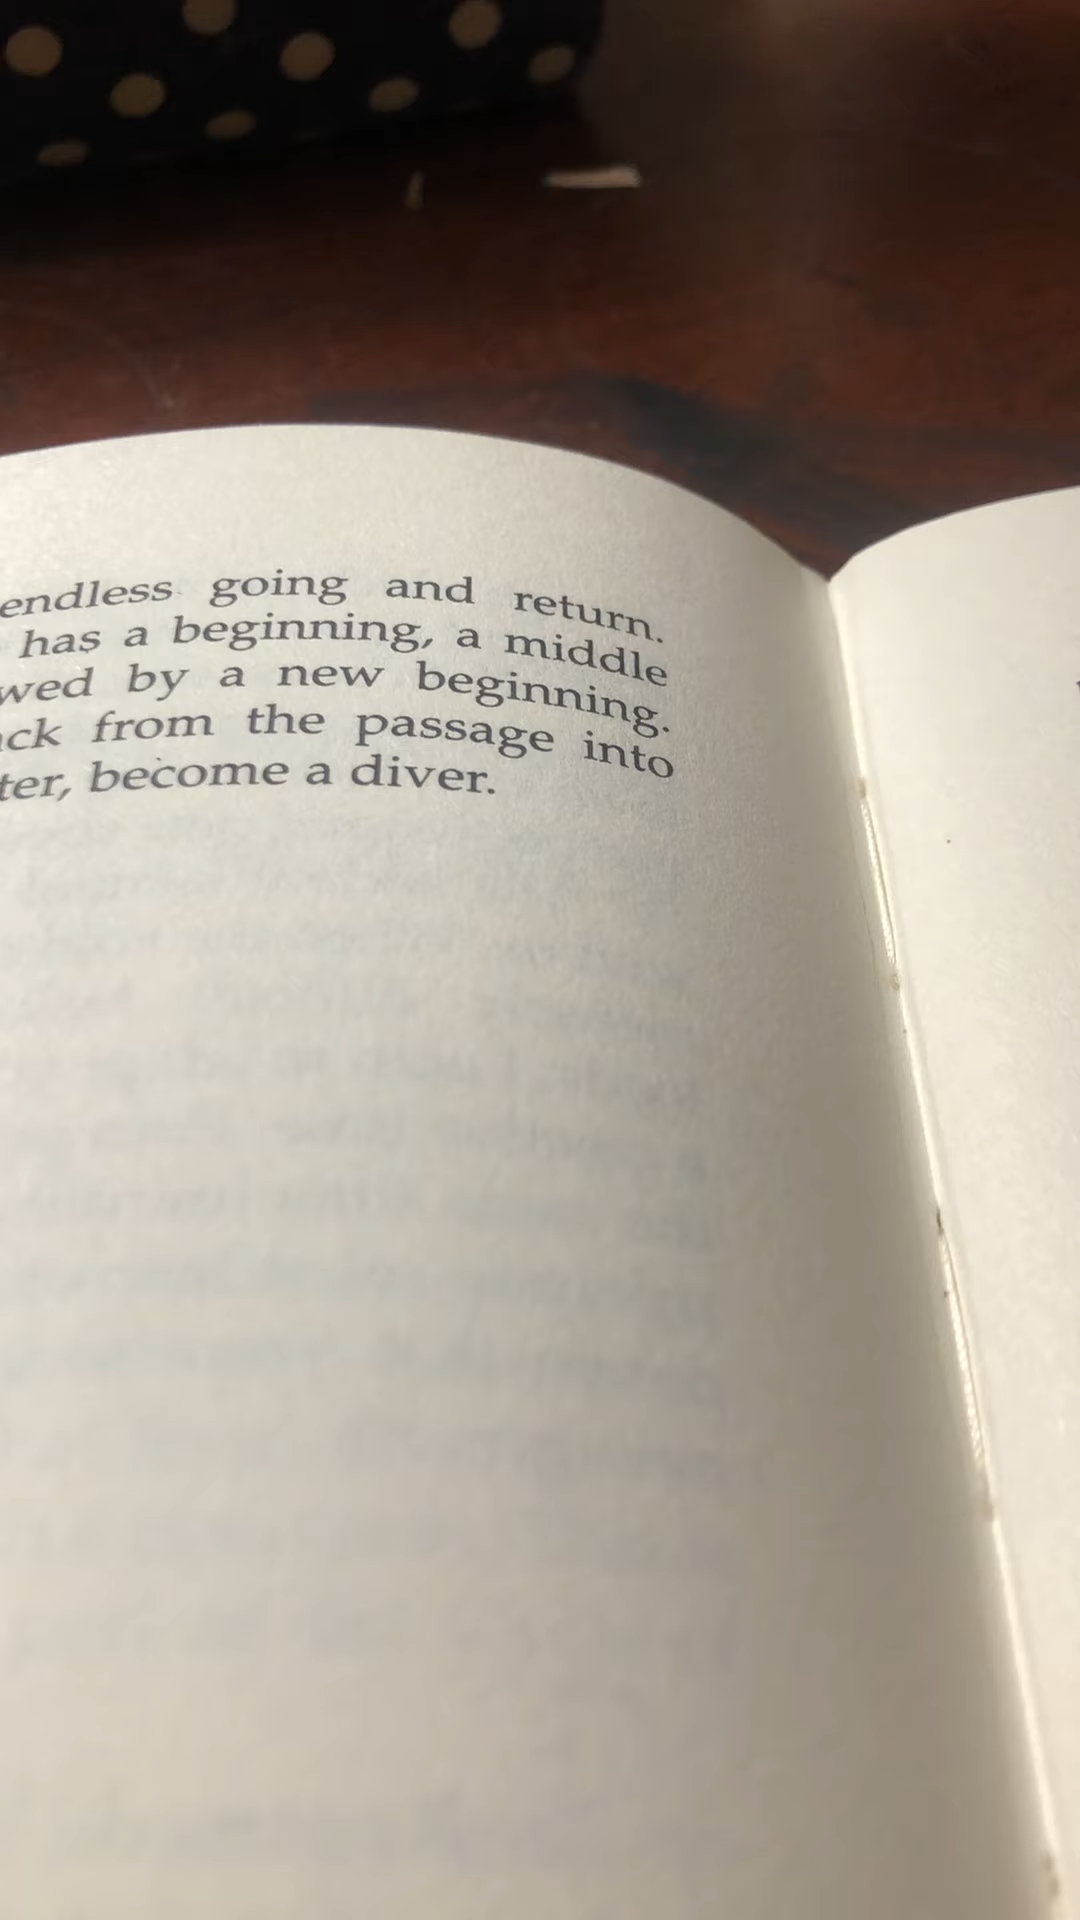 endless going and return.
has a beginning, a middle
wed by a new beginning.
ck from the passage into
ter, become a diver.